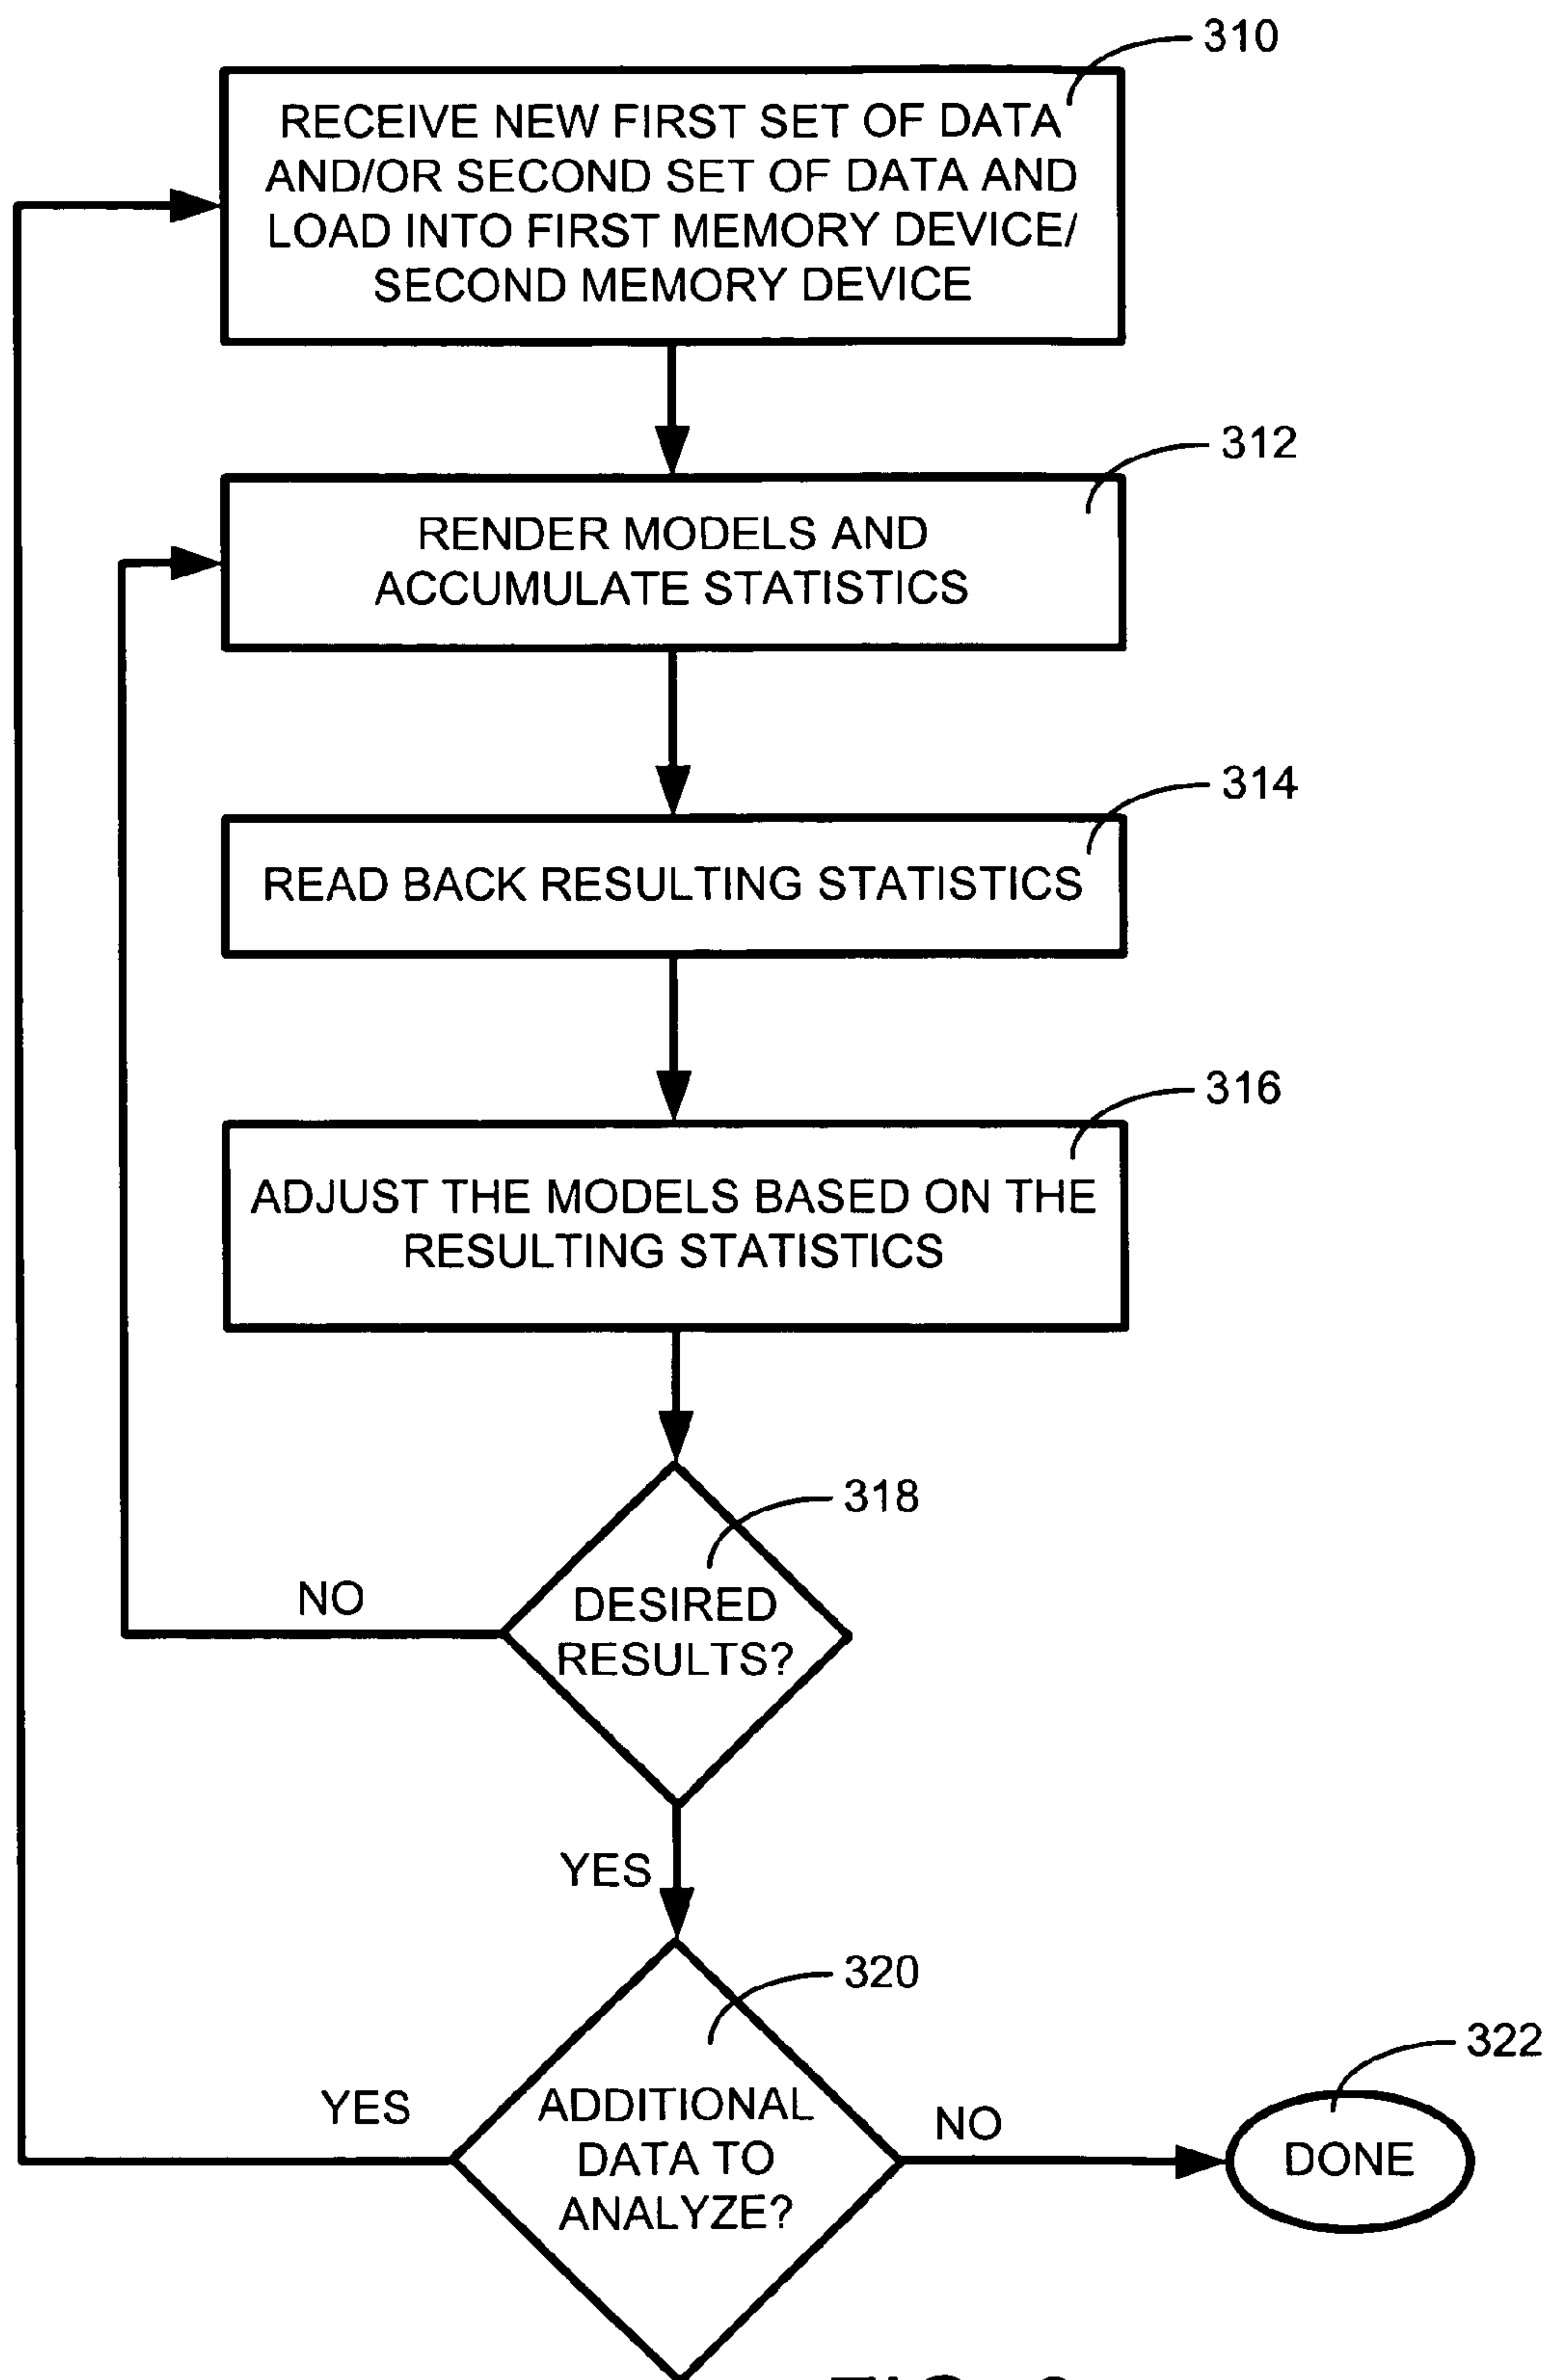 310
RECEIVE NEW FIRST SET OF DATA
AND/OR SECOND SET OF DATA AND
LOAD INTO FIRST MEMORY DEVICE/
SECOND MEMORY DEVICE
312
RENDER MODELS AND
ACCUMULATE STATISTICS
314
READ BACK RESULTING STATISTICS
316
ADJUST THE MODELS BASED ON THE
RESULTING STATISTICS
318
DESIRED
RESULTS?
NO
YES
320
ADDITIONAL
DATA TO
ANALYZE?
YES
NO
322
DONE